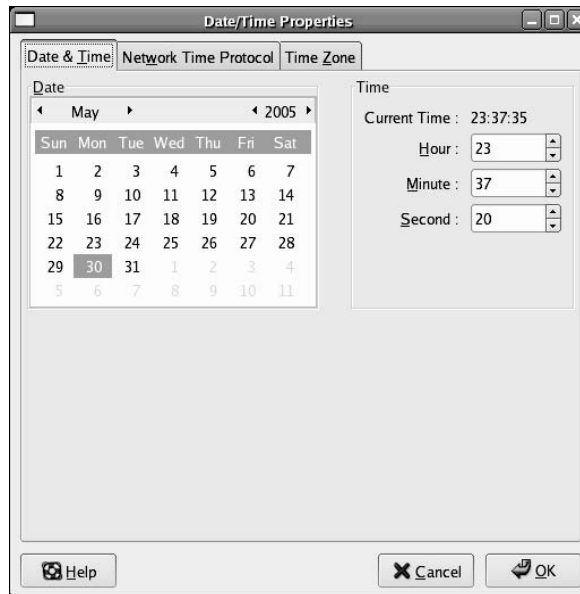 Date/Time Properties
Date & Time Network Time Protocol Time Zone
Date
May 2005
Sun Mon Tue Wed Thu Fri Sat
1 2 3 4 5 6 7
8 9 10 11 12 13 14
15 16 17 18 19 20 21
22 23 24 25 26 27 28
29 30 31 1 2 3 4
5 6 7 8 9 10 11
Time
Current Time : 23:37:35
Hour : 23
Minute : 37
Second : 20
Help Cancel OK